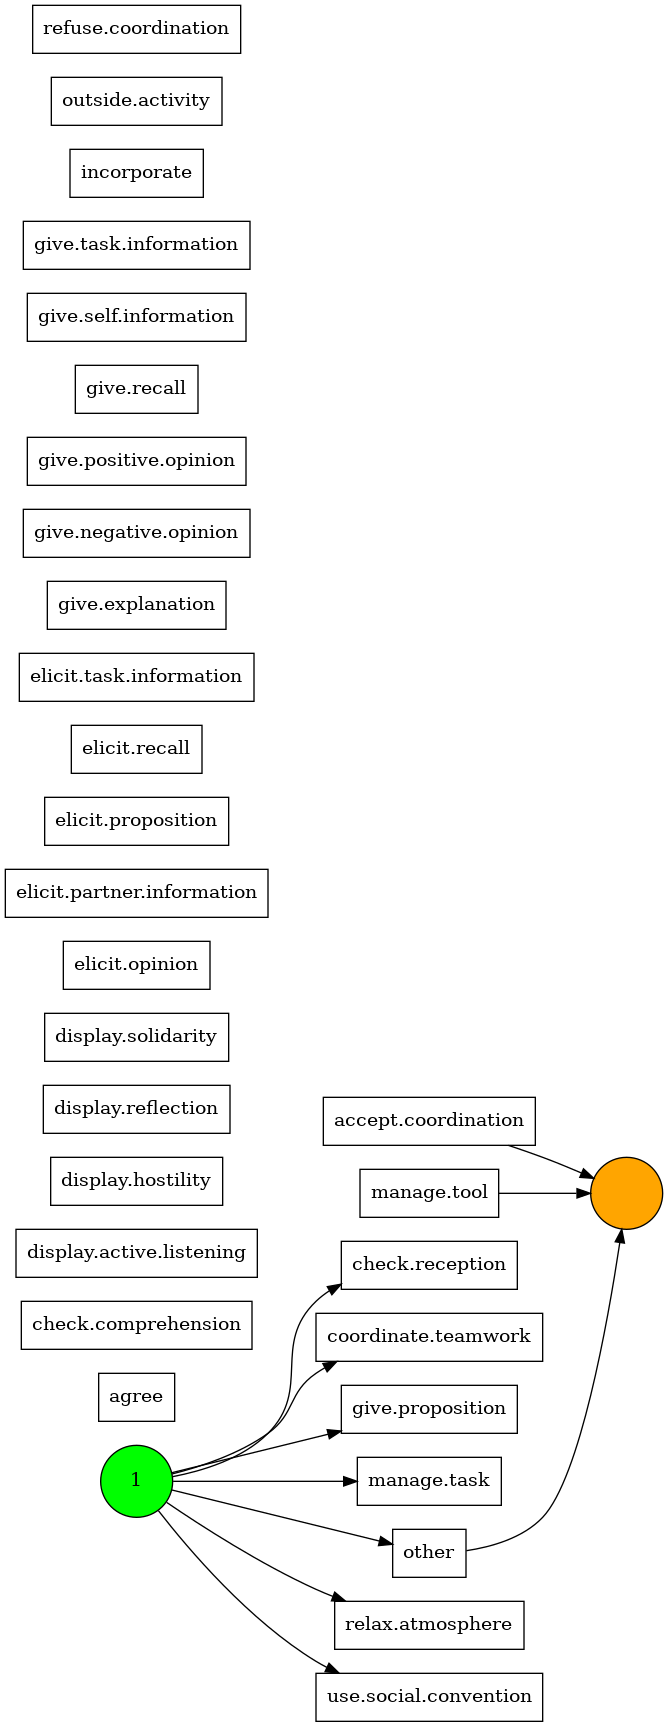 refuse.coordination
outside.activity
incorporate
give.task.information
give.self.information
give.recall
give.positive.opinion
give.negative.opinion
give.explanation
elicit.task.information
elicit.recall
elicit.proposition
elicit.partner.information
elicit.opinion
display.solidarity
display.reflection
display.hostility
display.active.listening
check.comprehension
agree
1
accept.coordination
manage.tool
check.reception
coordinate.teamwork
give.proposition
manage.task
other
relax.atmosphere
use.social.convention